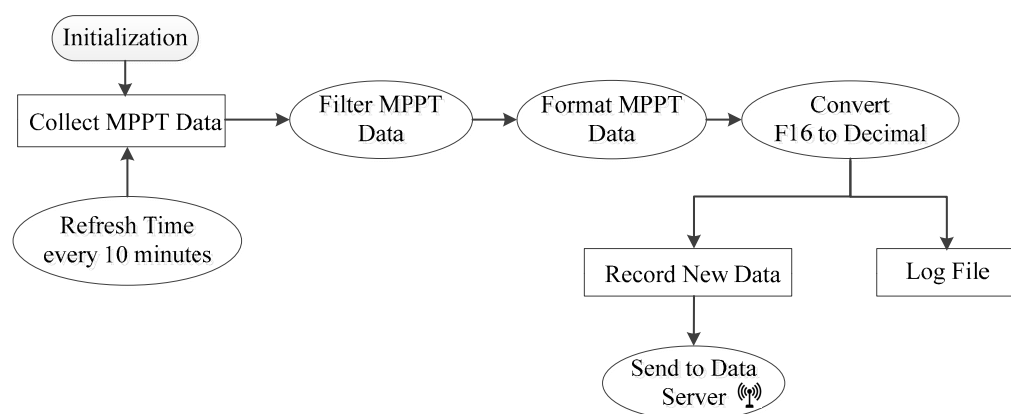 Initialization
Collect MPPT Data
Filter MPPT
Data
Format MPPT
Data
Convert
F16 to Decimal
Refresh Time
every 10 minutes
Record New Data
Log File
Send to Data
Server